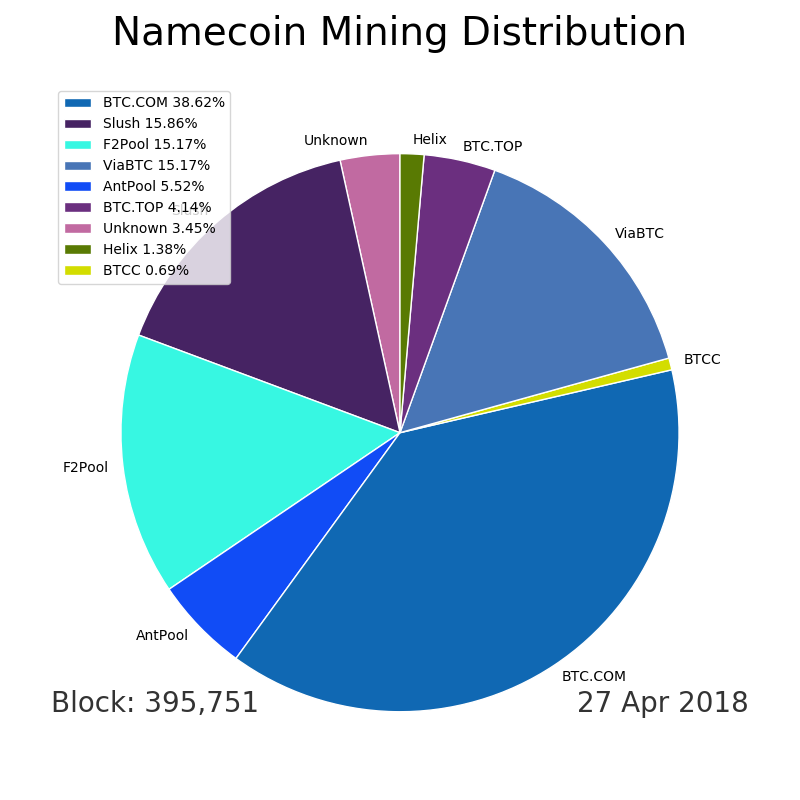 Namecoin Mining Distribution
BTC.COM 38.62%
Slush 15.86%
F2Pool 15.17%
ViaBTC 15.17%
AntPool 5.52%
BTC.TOP 4.14%
Unknown 3.45%
Helix 1.38%
BTCC 0.69%
Unknown
Helix
BTC.TOP
Slush
ViaBTC
BTCC
F2Pool
AntPool
BTC.COM
Block: 395,751
27 Apr 2018